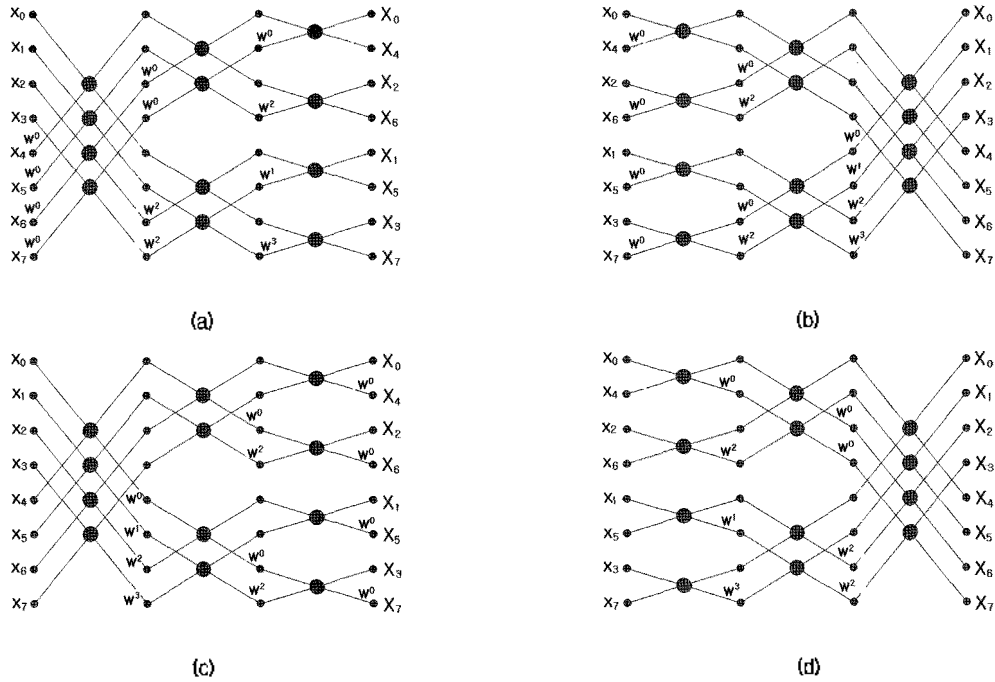 x₀ X₀
x₁ W⁰ X₄
x₂ W⁰ X₂
x₃ W⁰ W² X₆
W⁰ x₄ X₁
W⁰ x₅ W¹ X₅
W⁰ x₆ W² X₃
W⁰ x₇ W² W³ X₇
(a)
x₀ X₀
x₄ W⁰ X₁
x₂ W⁰ X₂
x₆ W⁰ W² X₃
x₁ W⁰ X₄
x₅ W⁰ W¹ X₅
x₃ W⁰ W² X₆
x₇ W⁰ W² W³ X₇
(b)
x₀ X₀
x₁ W⁰ X₄
x₂ W⁰ X₂
x₃ W² W⁰ X₆
x₄ W⁰ X₁
x₅ W¹ W⁰ X₅
x₆ W² W⁰ X₃
x₇ W³ W² W⁰ X₇
(c)
x₀ X₀
x₄ W⁰ X₁
x₂ W⁰ X₂
x₆ W² W⁰ X₃
x₁ X₄
x₅ W¹ X₅
x₃ W² X₆
x₇ W³ W² X₇
(d)